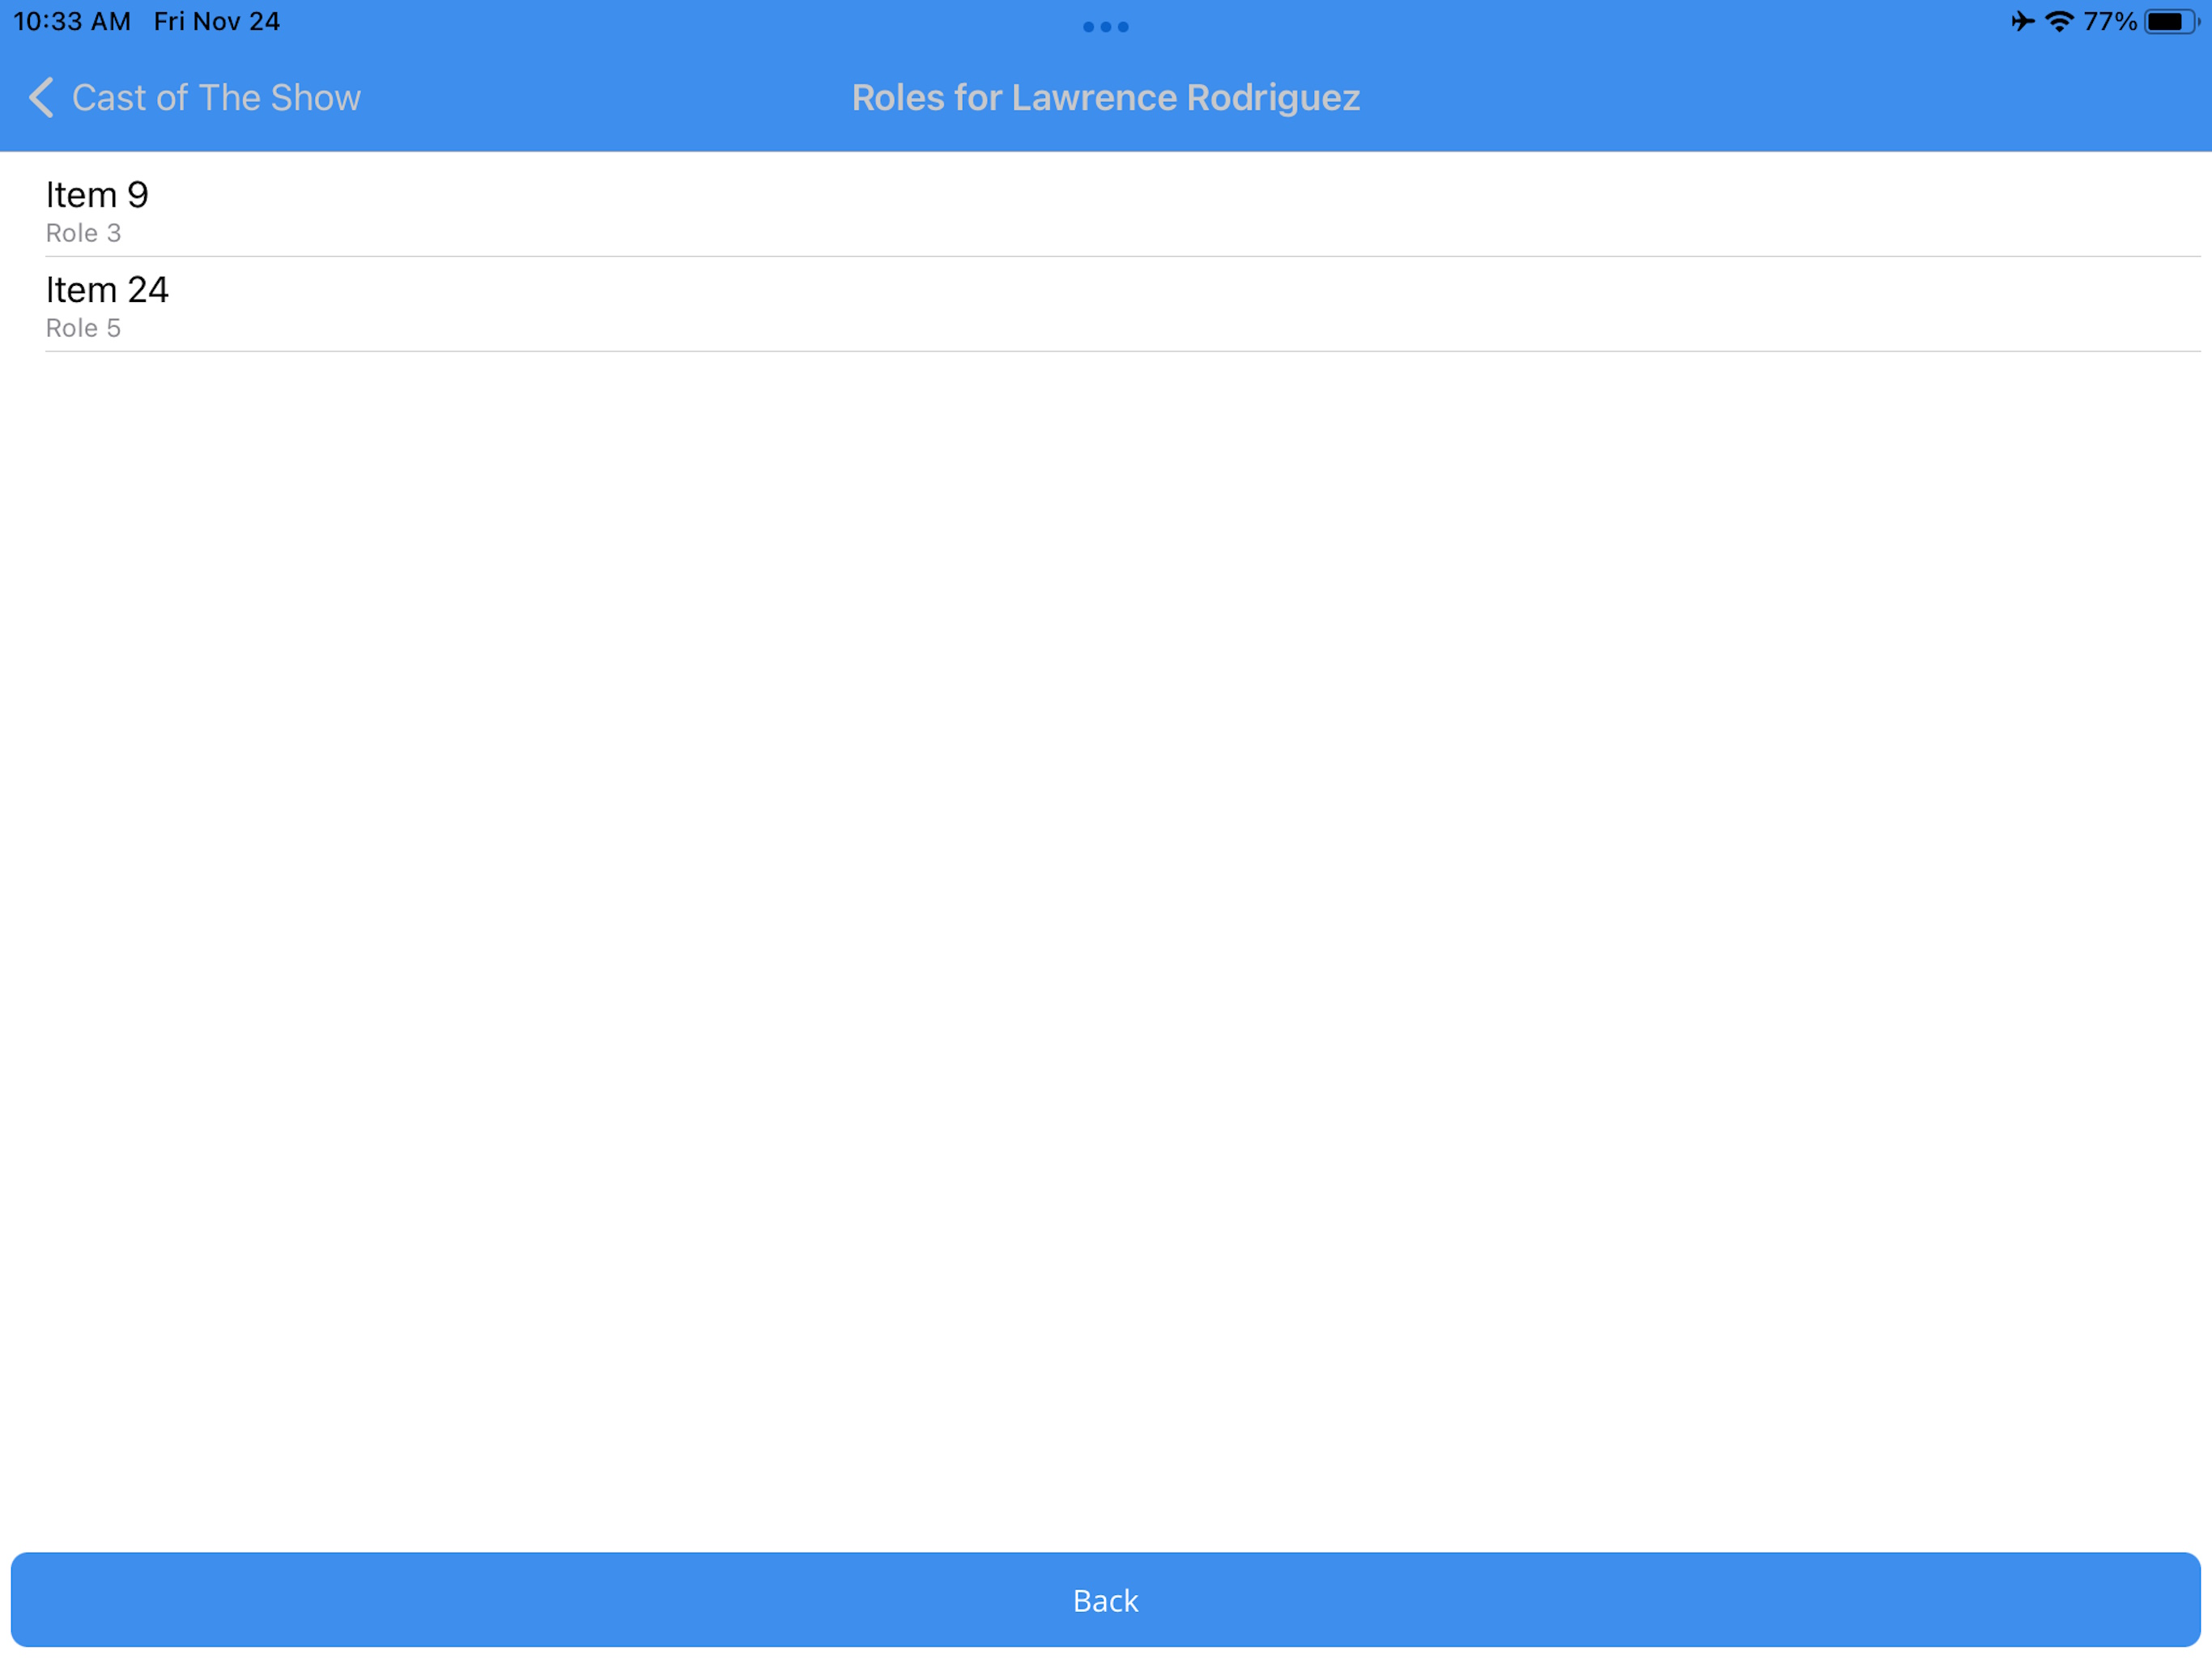 10:33 AM Fri Nov 24
77%
Cast of The Show
Roles for Lawrence Rodriguez
Item 9
Role 3
Item 24
Role 5
Back